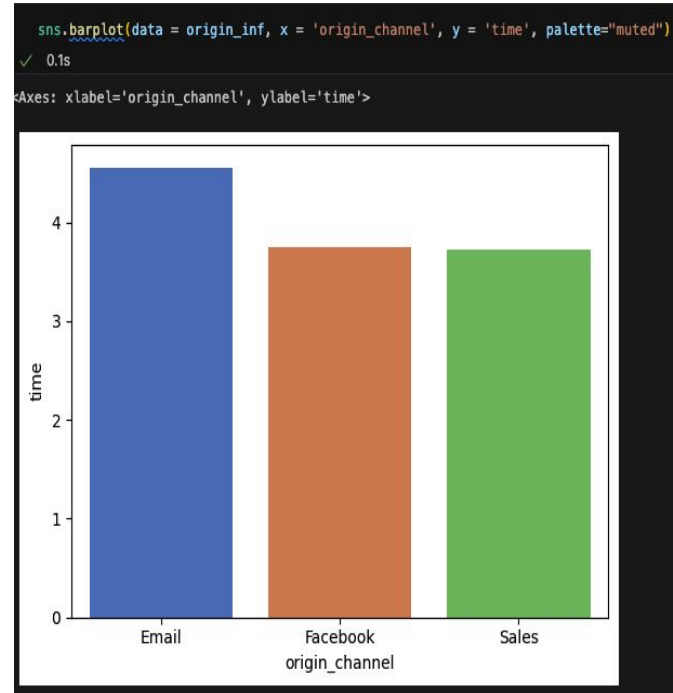 sns.barplot(data = origin_inf, x = 'origin_channel', y = 'time', palette="muted")
✓ 0.1s
<Axes: xlabel='origin_channel', ylabel='time'>
4
3
2
1
0
time
Email Facebook Sales
origin_channel